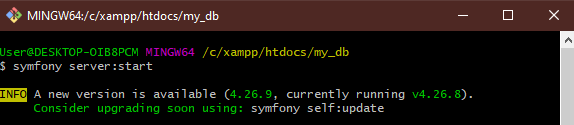 MINGW64:/c/xampp/htdocs/my_db
User@DESKTOP-OIB8PCM MINGW64 /c/xampp/htdocs/my_db
$ symfony server:start
INFO A new version is available (4.26.9, currently running v4.26.8).
Consider upgrading soon using: symfony self:update